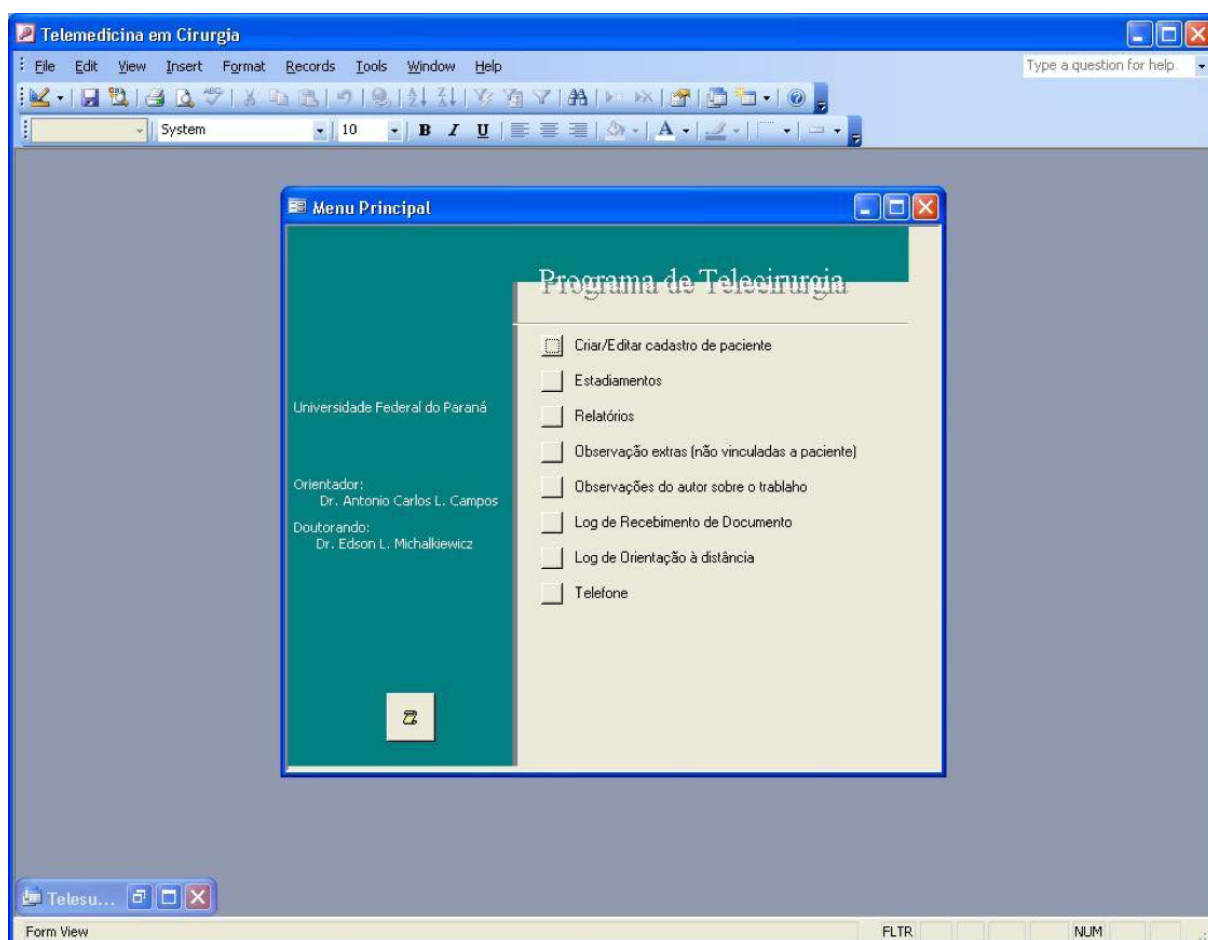 Telemedicina em Cirurgia
File Edit View Insert Format Records Tools Window Help
Type a question for help
System 10 B I U A
Menu Principal
Programa de Telecirurgia
Criar/Editar cadastro de paciente
Estadiamentos
Universidade Federal do Paraná
Relatórios
Observação extras (não vinculadas a paciente)
Orientador:
Dr. Antonio Carlos L. Campos
Observações do autor sobre o trablaho
Doutorando:
Dr. Edson L. Michalkiewicz
Log de Recebimento de Documento
Log de Orientação à distância
Telefone
Telesu...
Form View FLTR NUM